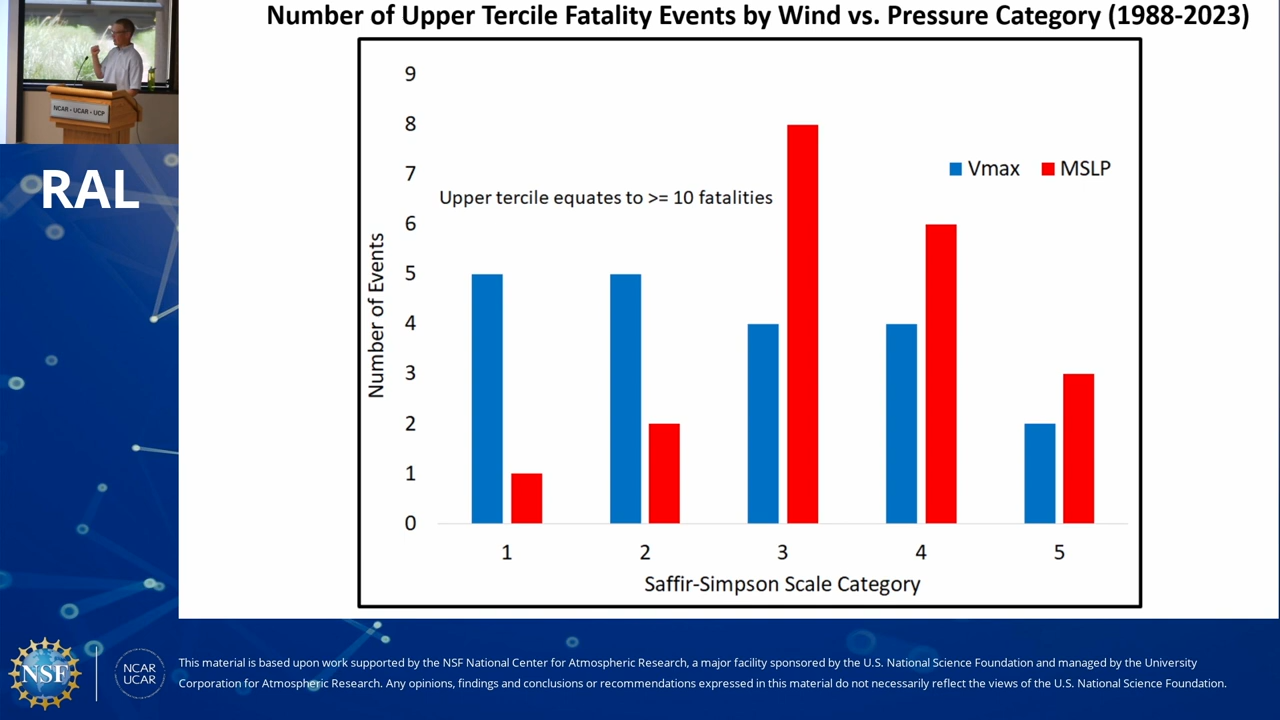 Number of Upper Tercile Fatality Events by Wind vs. Pressure Category (1988-2023)
NCAR - UCAR - UCP
RAL
9
8
7
6
5
4
3
2
1
0
Number of Events
Upper tercile equates to >= 10 fatalities
Vmax MSLP
1 2 3 4 5
Saffir-Simpson Scale Category
NSF
NCAR
UCAR
This material is based upon work supported by the NSF National Center for Atmospheric Research, a major facility sponsored by the U.S. National Science Foundation and managed by the University
Corporation for Atmospheric Research. Any opinions, findings and conclusions or recommendations expressed in this material do not necessarily reflect the views of the U.S. National Science Foundation.